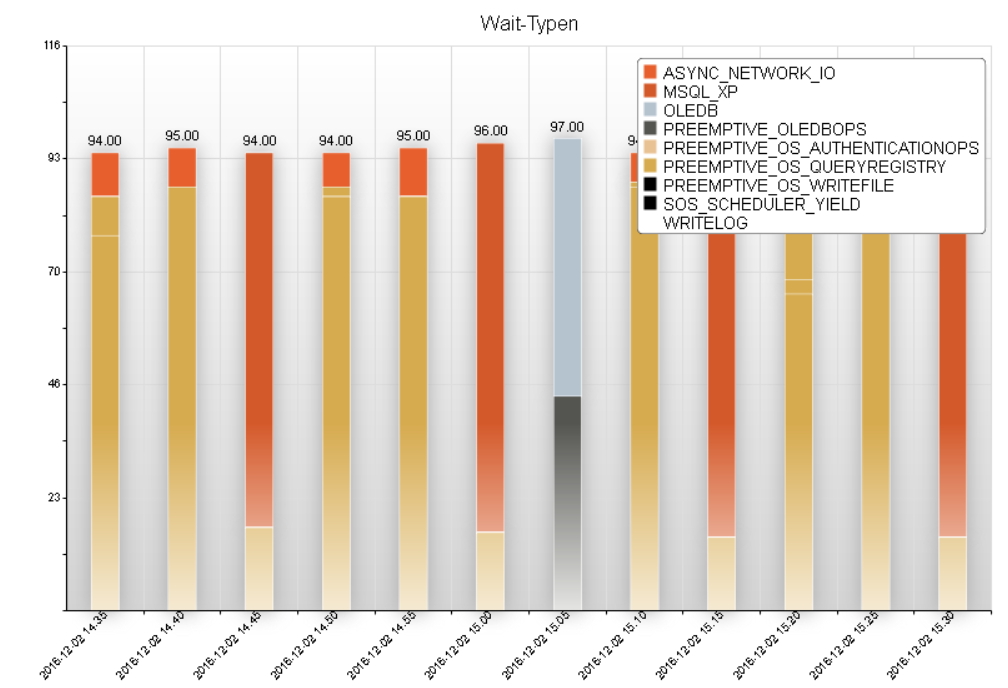 Wait-Typen
116
93
70
46
23
94.00
95.00
94.00
94.00
95.00
96.00
97.00
ASYNC_NETWORK_IO
MSQL_XP
OLEDB
PREEMPTIVE_OLEDBOPS
PREEMPTIVE_OS_AUTHENTICATIONOPS
PREEMPTIVE_OS_QUERYREGISTRY
PREEMPTIVE_OS_WRITEFILE
SOS_SCHEDULER_YIELD
WRITELOG
2016-12-02 14:35
2016-12-02 14:40
2016-12-02 14:45
2016-12-02 14:50
2016-12-02 14:55
2016-12-02 15:00
2016-12-02 15:05
2016-12-02 15:10
2016-12-02 15:15
2016-12-02 15:20
2016-12-02 15:25
2016-12-02 15:30